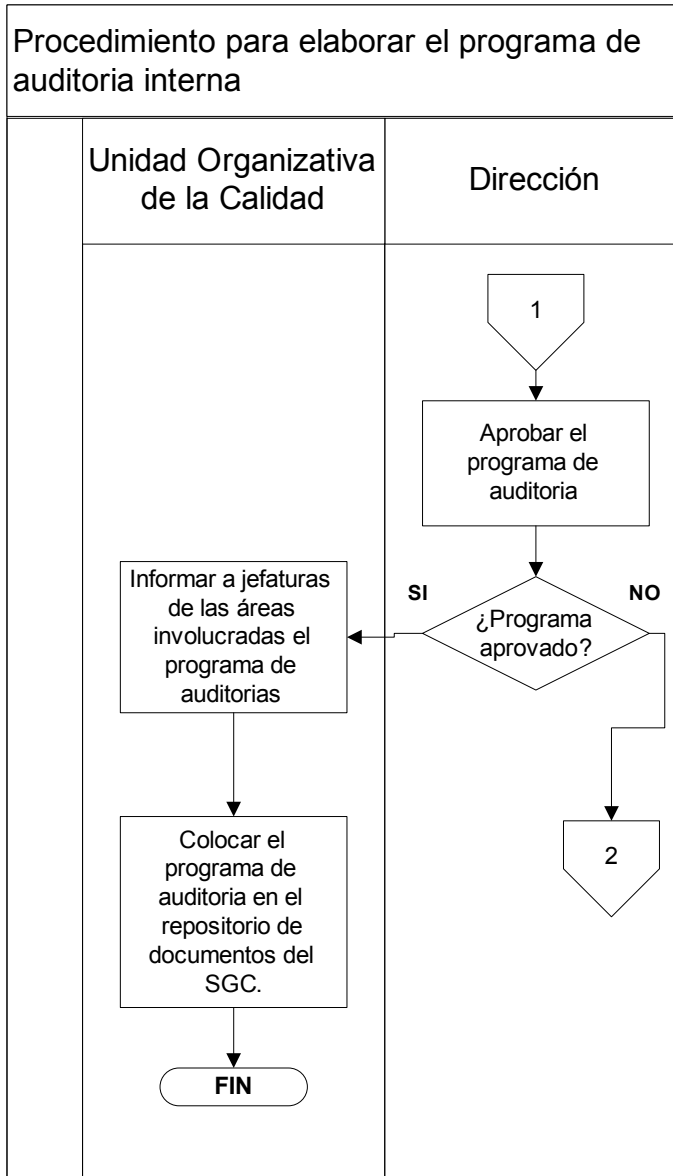 Procedimiento para elaborar el programa de
auditoria interna
Unidad Organizativa
de la Calidad
Dirección
1
Aprobar el
programa de
auditoria
¿Programa
aprovado?
SI
NO
Informar a jefaturas
de las áreas
involucradas el
programa de
auditorias
2
Colocar el
programa de
auditoria en el
repositorio de
documentos del
SGC.
FIN